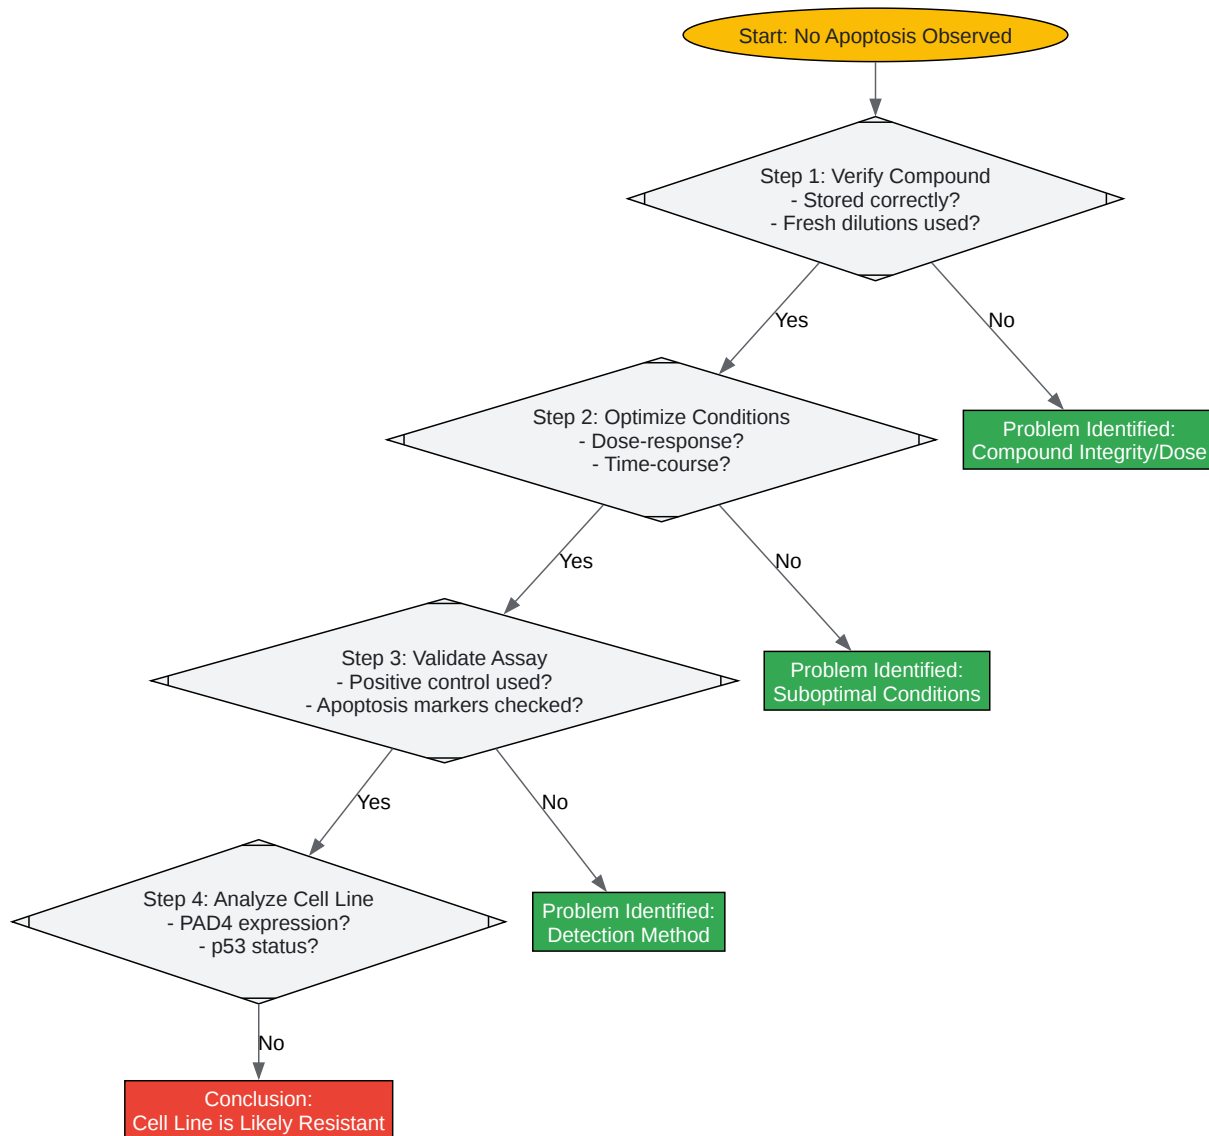 Start: No Apoptosis Observed
Step 1: Verify Compound
- Stored correctly?
- Fresh dilutions used?
Yes
No
Step 2: Optimize Conditions
- Dose-response?
- Time-course?
Problem Identified:
Compound Integrity/Dose
Yes
No
Step 3: Validate Assay
- Positive control used?
- Apoptosis markers checked?
Problem Identified:
Suboptimal Conditions
Yes
No
Step 4: Analyze Cell Line
- PAD4 expression?
- p53 status?
Problem Identified:
Detection Method
No
Conclusion:
Cell Line is Likely Resistant